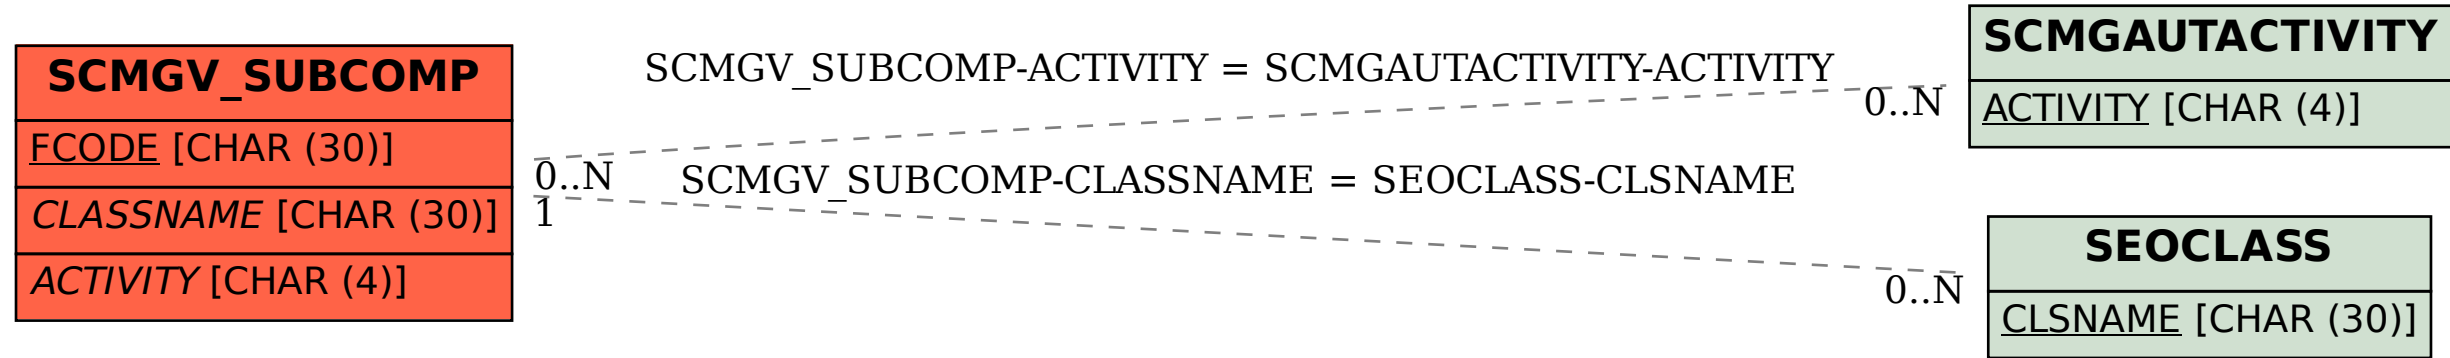 SCMGV_SUBCOMP
FCODE [CHAR (30)]
CLASSNAME [CHAR (30)]
ACTIVITY [CHAR (4)]
SCMGV_SUBCOMP-ACTIVITY = SCMGAUTACTIVITY-ACTIVITY
0..N
0..N
SCMGV_SUBCOMP-CLASSNAME = SEOCLASS-CLSNAME
1
0..N
SCMGAUTACTIVITY
ACTIVITY [CHAR (4)]
SEOCLASS
CLSNAME [CHAR (30)]